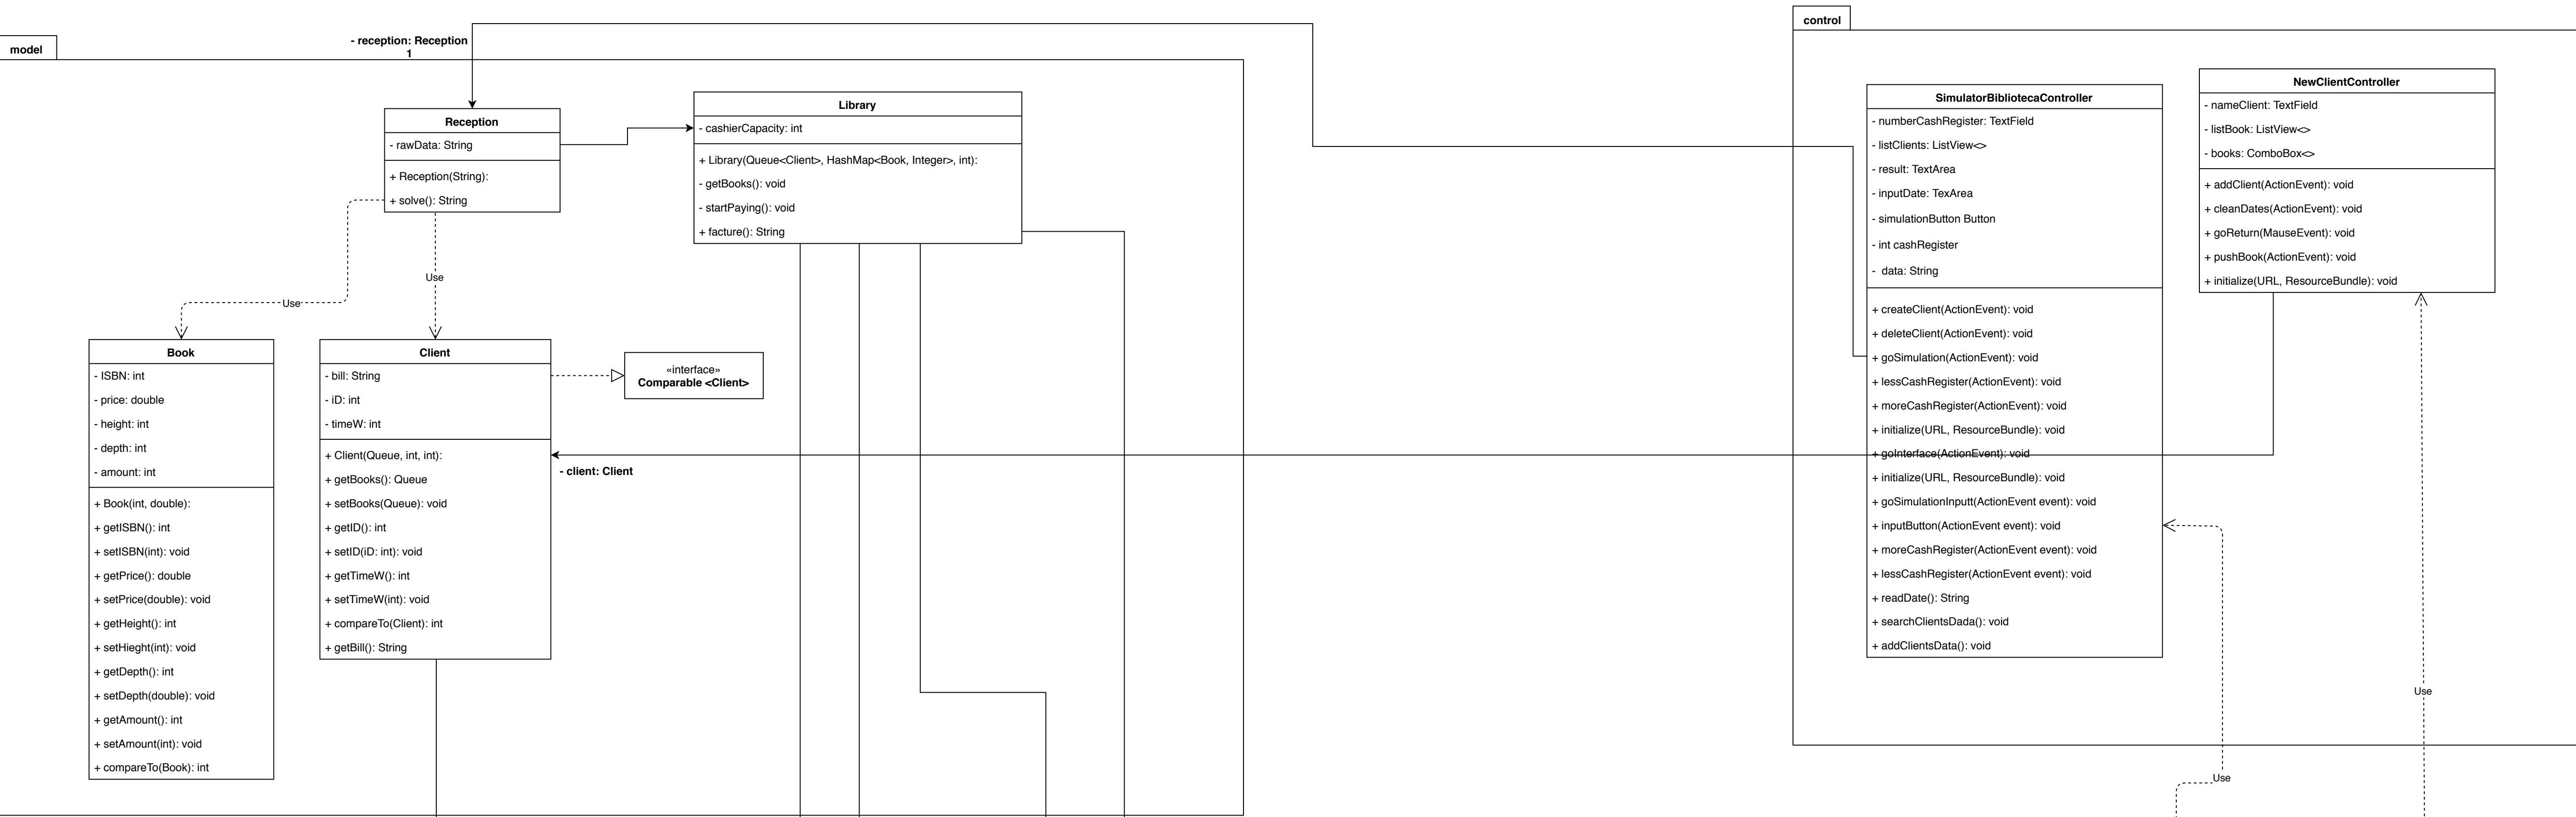 model
- reception: Reception
1
Reception
- rawData: String
+ Reception(String):
+ solve(): String
Library
- cashierCapacity: int
+ Library(Queue<Client>, HashMap<Book, Integer>, int):
- getBooks(): void
- startPaying(): void
+ facture(): String
Use
Use
Book
- ISBN: int
- price: double
- height: int
- depth: int
- amount: int
+ Book(int, double):
+ getISBN(): int
+ setISBN(int): void
+ getPrice(): double
+ setPrice(double): void
+ getHeight(): int
+ setHieght(int): void
+ getDepth(): int
+ setDepth(double): void
+ getAmount(): int
+ setAmount(int): void
+ compareTo(Book): int
Client
- bill: String
- iD: int
- timeW: int
+ Client(Queue, int, int):
+ getBooks(): Queue
+ setBooks(Queue): void
+ getID(): int
+ setID(iD: int): void
+ getTimeW(): int
+ setTimeW(int): void
+ compareTo(Client): int
+ getBill(): String
«interface»
Comparable <Client>
- client: Client
control
SimulatorBibliotecaController
- numberCashRegister: TextField
- listClients: ListView<>
- result: TextArea
- inputDate: TexArea
- simulationButton Button
- int cashRegister
- data: String
+ createClient(ActionEvent): void
+ deleteClient(ActionEvent): void
+ goSimulation(ActionEvent): void
+ lessCashRegister(ActionEvent): void
+ moreCashRegister(ActionEvent): void
+ initialize(URL, ResourceBundle): void
+ goInterface(ActionEvent): void
+ initialize(URL, ResourceBundle): void
+ goSimulationInputt(ActionEvent event): void
+ inputButton(ActionEvent event): void
+ moreCashRegister(ActionEvent event): void
+ lessCashRegister(ActionEvent event): void
+ readDate(): String
+ searchClientsDada(): void
+ addClientsData(): void
NewClientController
- nameClient: TextField
- listBook: ListView<>
- books: ComboBox<>
+ addClient(ActionEvent): void
+ cleanDates(ActionEvent): void
+ goReturn(MauseEvent): void
+ pushBook(ActionEvent): void
+ initialize(URL, ResourceBundle): void
Use
Use